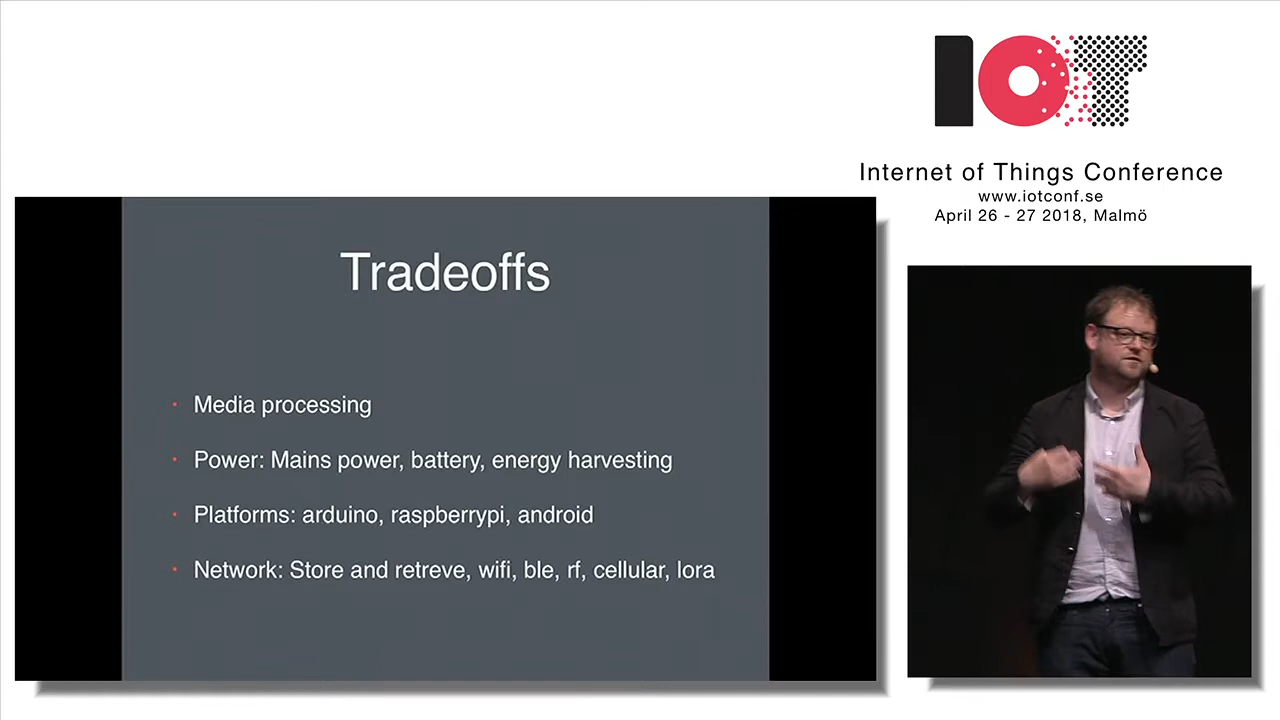 IOT
Internet of Things Conference
www.iotconf.se
April 26 - 27 2018, Malmö
Tradeoffs
Media processing
Power: Mains power, battery, energy harvesting
Platforms: arduino, raspberrypi, android
Network: Store and retreve, wifi, ble, rf, cellular, lora